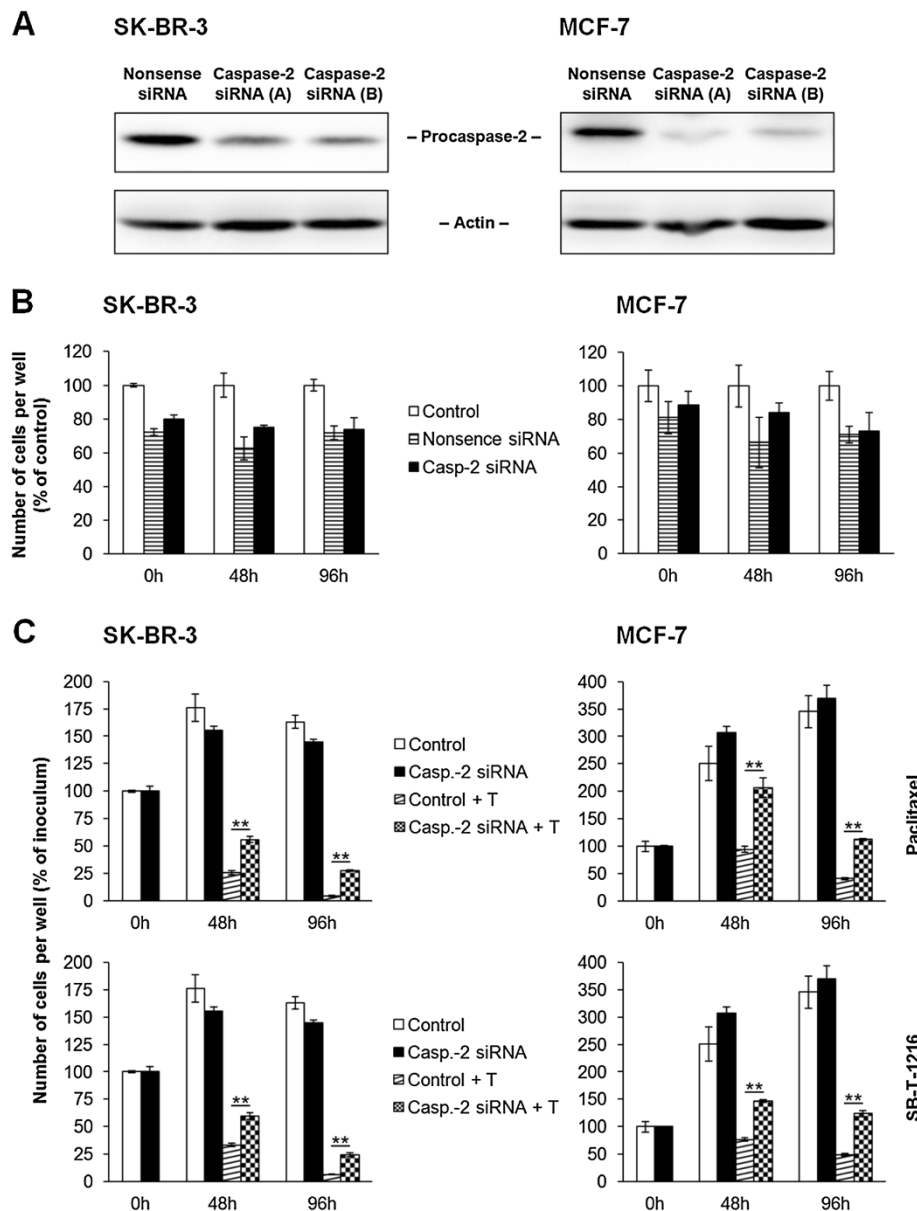 A
SK-BR-3
MCF-7
Nonsense siRNA
Caspase-2 siRNA (A)
Caspase-2 siRNA (B)
Nonsense siRNA
Caspase-2 siRNA (A)
Caspase-2 siRNA (B)
– Procaspase-2 –
– Actin –
B
SK-BR-3
MCF-7
Number of cells per well
(% of control)
120
100
80
60
40
20
0
0h 48h 96h
Control
Nonsence siRNA
Casp-2 siRNA
120
100
80
60
40
20
0
0h 48h 96h
C
SK-BR-3
MCF-7
Number of cells per well (% of inoculum)
200
175
150
125
100
75
50
25
0
** **
0h 48h 96h
Control
Casp.-2 siRNA
Control + T
Casp.-2 siRNA + T
400
350
300
250
200
150
100
50
0
** **
0h 48h 96h
Paclitaxel
200
175
150
125
100
75
50
25
0
** **
0h 48h 96h
Control
Casp.-2 siRNA
Control + T
Casp.-2 siRNA + T
400
350
300
250
200
150
100
50
0
** **
0h 48h 96h
SB-T-1216